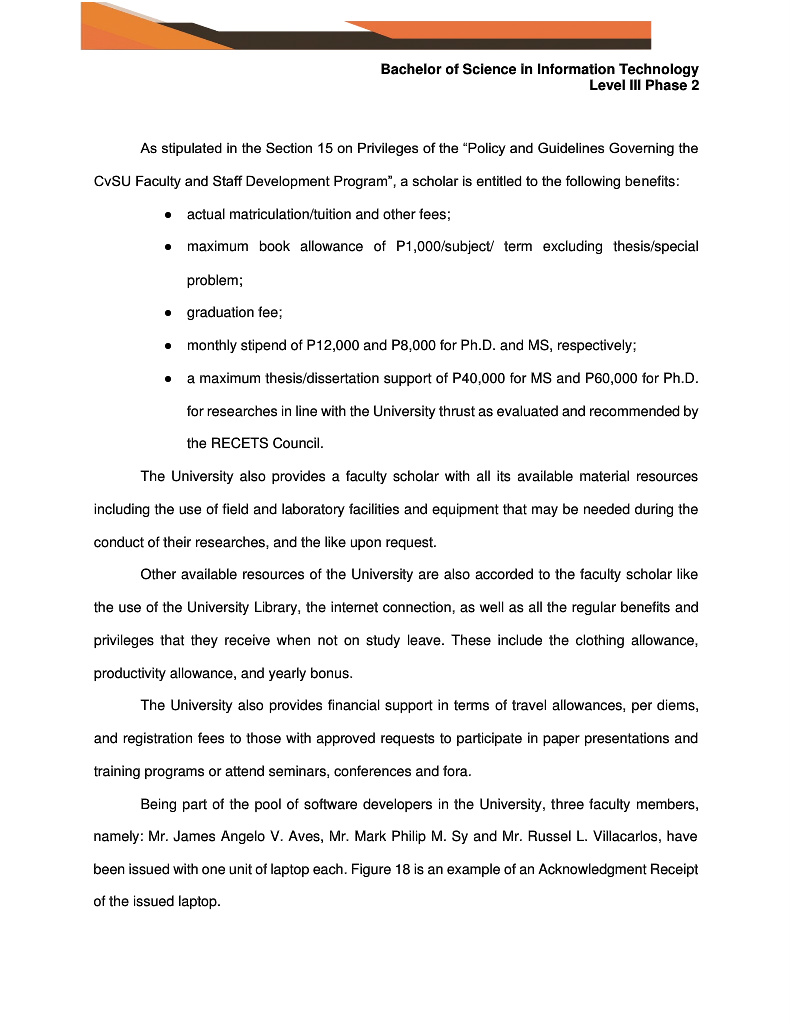 Bachelor of Science in Information Technology
Level III Phase 2
As stipulated in the Section 15 on Privileges of the “Policy and Guidelines Governing the
CvSU Faculty and Staff Development Program”, a scholar is entitled to the following benefits:
● actual matriculation/tuition and other fees;
● maximum book allowance of P1,000/subject/ term excluding thesis/special
problem;
● graduation fee;
● monthly stipend of P12,000 and P8,000 for Ph.D. and MS, respectively;
● a maximum thesis/dissertation support of P40,000 for MS and P60,000 for Ph.D.
for researches in line with the University thrust as evaluated and recommended by
the RECETS Council.
The University also provides a faculty scholar with all its available material resources
including the use of field and laboratory facilities and equipment that may be needed during the
conduct of their researches, and the like upon request.
Other available resources of the University are also accorded to the faculty scholar like
the use of the University Library, the internet connection, as well as all the regular benefits and
privileges that they receive when not on study leave. These include the clothing allowance,
productivity allowance, and yearly bonus.
The University also provides financial support in terms of travel allowances, per diems,
and registration fees to those with approved requests to participate in paper presentations and
training programs or attend seminars, conferences and fora.
Being part of the pool of software developers in the University, three faculty members,
namely: Mr. James Angelo V. Aves, Mr. Mark Philip M. Sy and Mr. Russel L. Villacarlos, have
been issued with one unit of laptop each. Figure 18 is an example of an Acknowledgment Receipt
of the issued laptop.